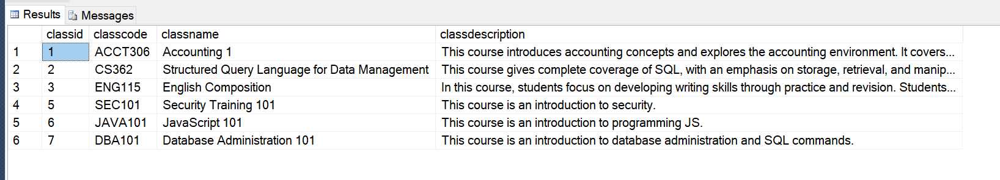 Results Messages
classid classcode classname classdescription
1 1 ACCT306 Accounting 1 This course introduces accounting concepts and explores the accounting environment. It covers...
2 2 CS362 Structured Query Language for Data Management This course gives complete coverage of SQL, with an emphasis on storage, retrieval, and manip...
3 3 ENG115 English Composition In this course, students focus on developing writing skills through practice and revision. Students...
4 5 SEC101 Security Training 101 This course is an introduction to security.
5 6 JAVA101 JavaScript 101 This course is an introduction to programming JS.
6 7 DBA101 Database Administration 101 This course is an introduction to database administration and SQL commands.